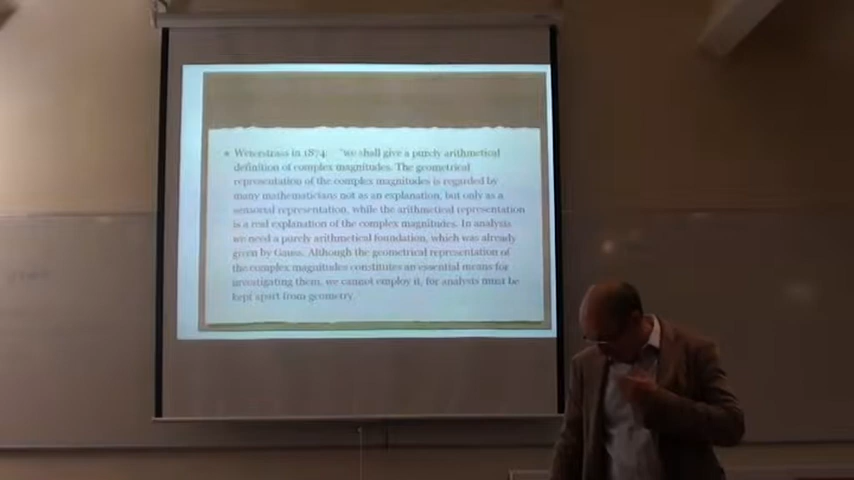 Weierstrass in 1874: "we shall give a purely arithmetical
definition of complex magnitudes. The geometrical
representation of the complex magnitudes is regarded by
many mathematicians not as an explanation, but only as a
sensorial representation, while the arithmetical representation
is a real explanation of the complex magnitudes. In analysis
we need a purely arithmetical foundation, which was already
given by Gauss. Although the geometrical representation of
the complex magnitudes constitutes an essential means for
investigating them, we cannot employ it, for analysis must be
kept apart from geometry.